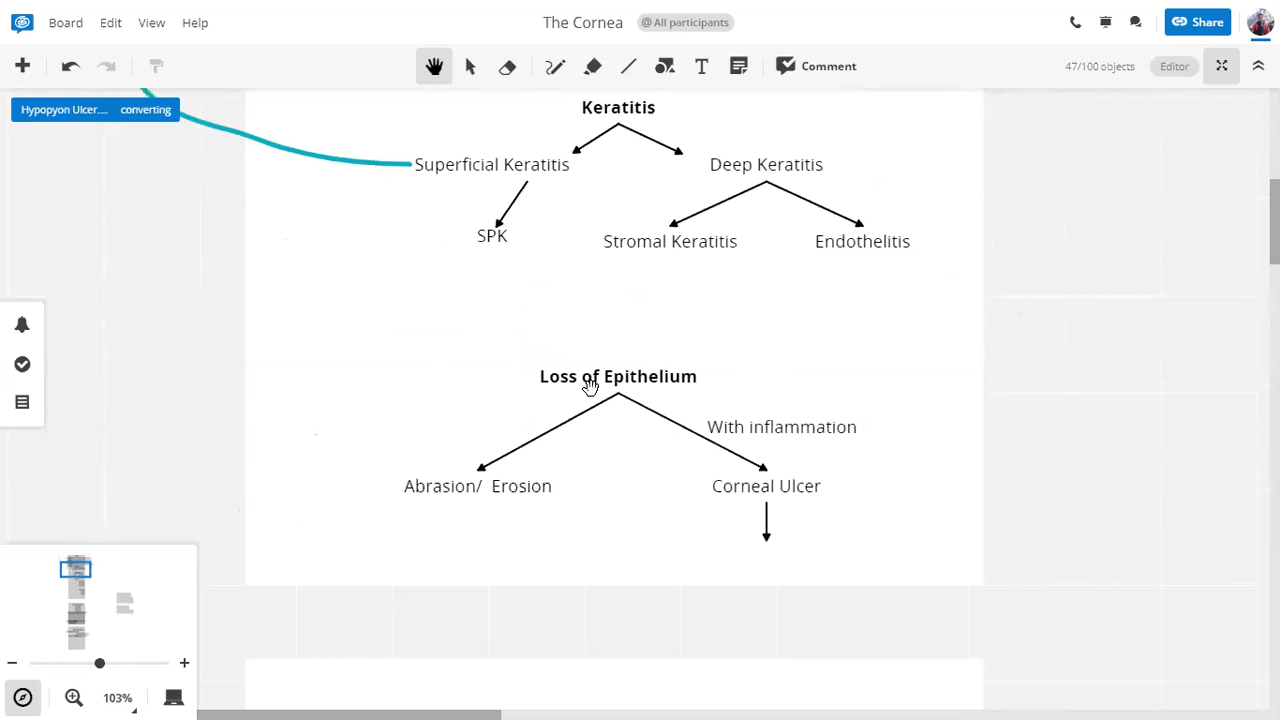 Board Edit View Help
The Cornea All participants
Share
Comment
47/100 objects
Editor
Hypopyon Ulcer.... converting
Keratitis
Superficial Keratitis
Deep Keratitis
SPK
Stromal Keratitis
Endothelitis
Loss of Epithelium
With inflammation
Abrasion/ Erosion
Corneal Ulcer
103%